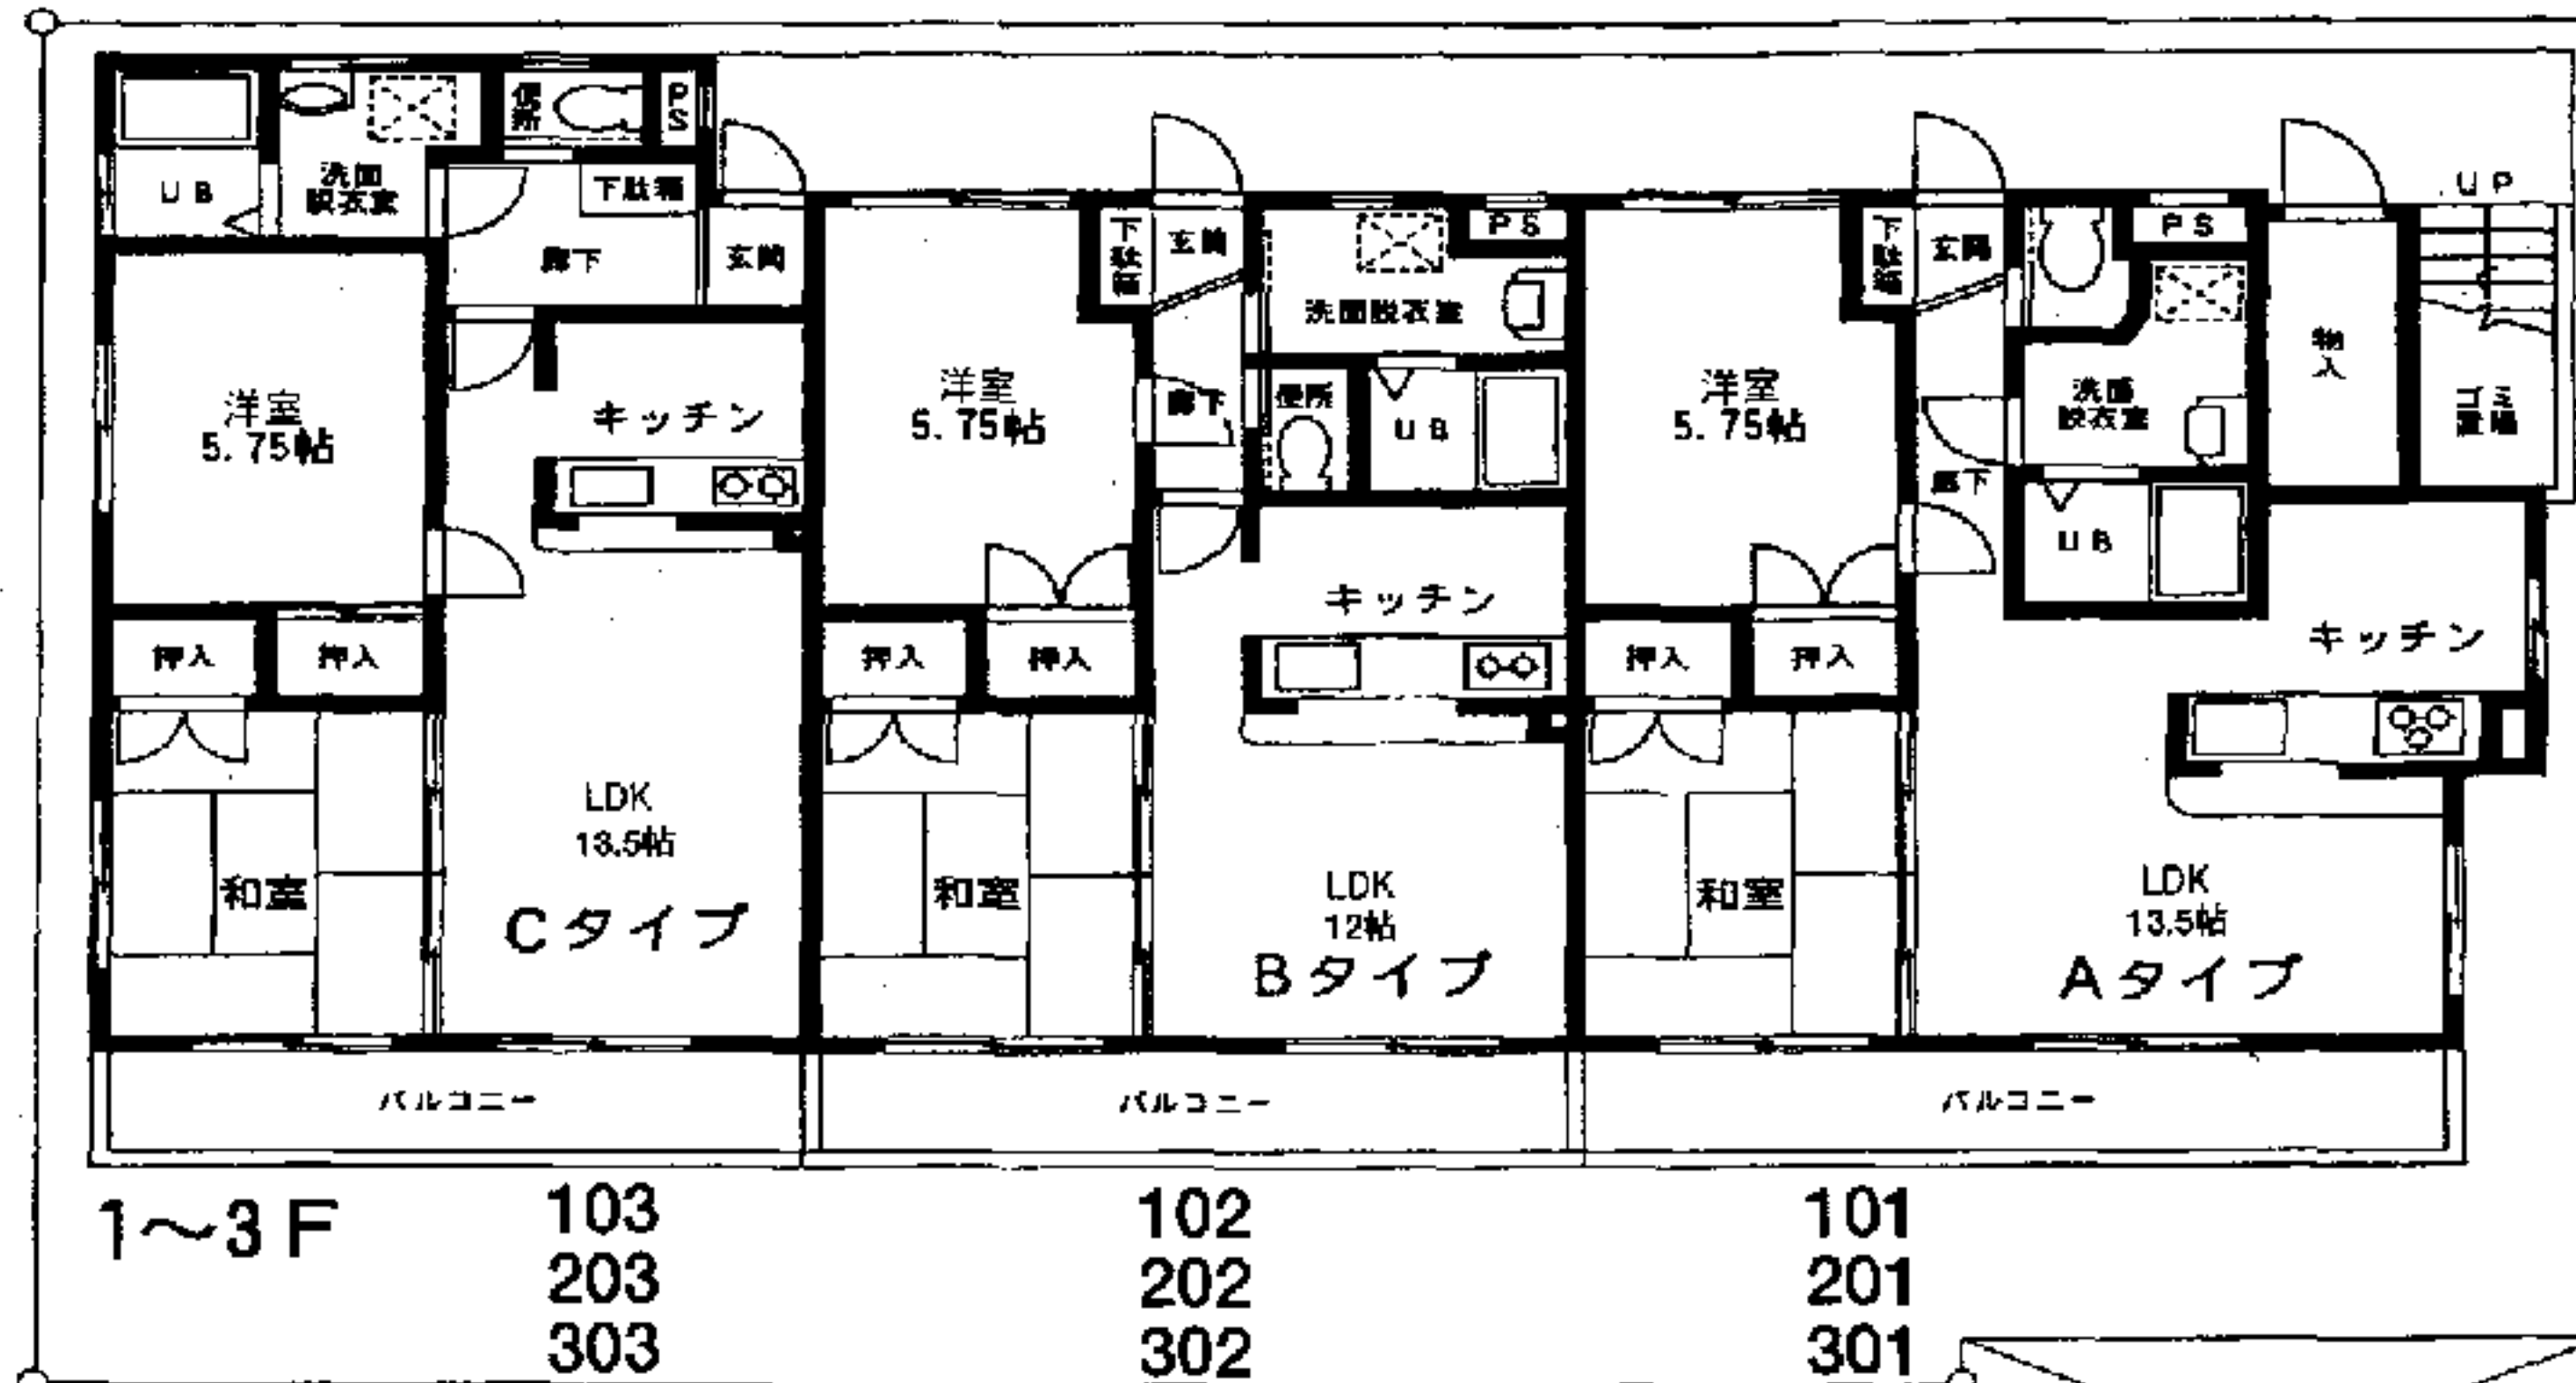 UB
洗面
脱衣室
便所
PS
下駄箱
廊下
玄関
洋室
5.75帖
キッチン
押入
押入
和室
LDK
13.5帖
Cタイプ
バルコニー
下駄箱
玄関
洗面脱衣室
PS
洋室
5.75帖
廊下
便所
UB
キッチン
押入
押入
和室
LDK
12帖
Bタイプ
バルコニー
下駄箱
玄関
PS
洋室
5.75帖
洗面
脱衣室
廊下
UB
物入
UP
ゴミ
置場
キッチン
押入
押入
和室
LDK
13.5帖
Aタイプ
バルコニー
1~3F
103
203
303
102
202
302
101
201
301